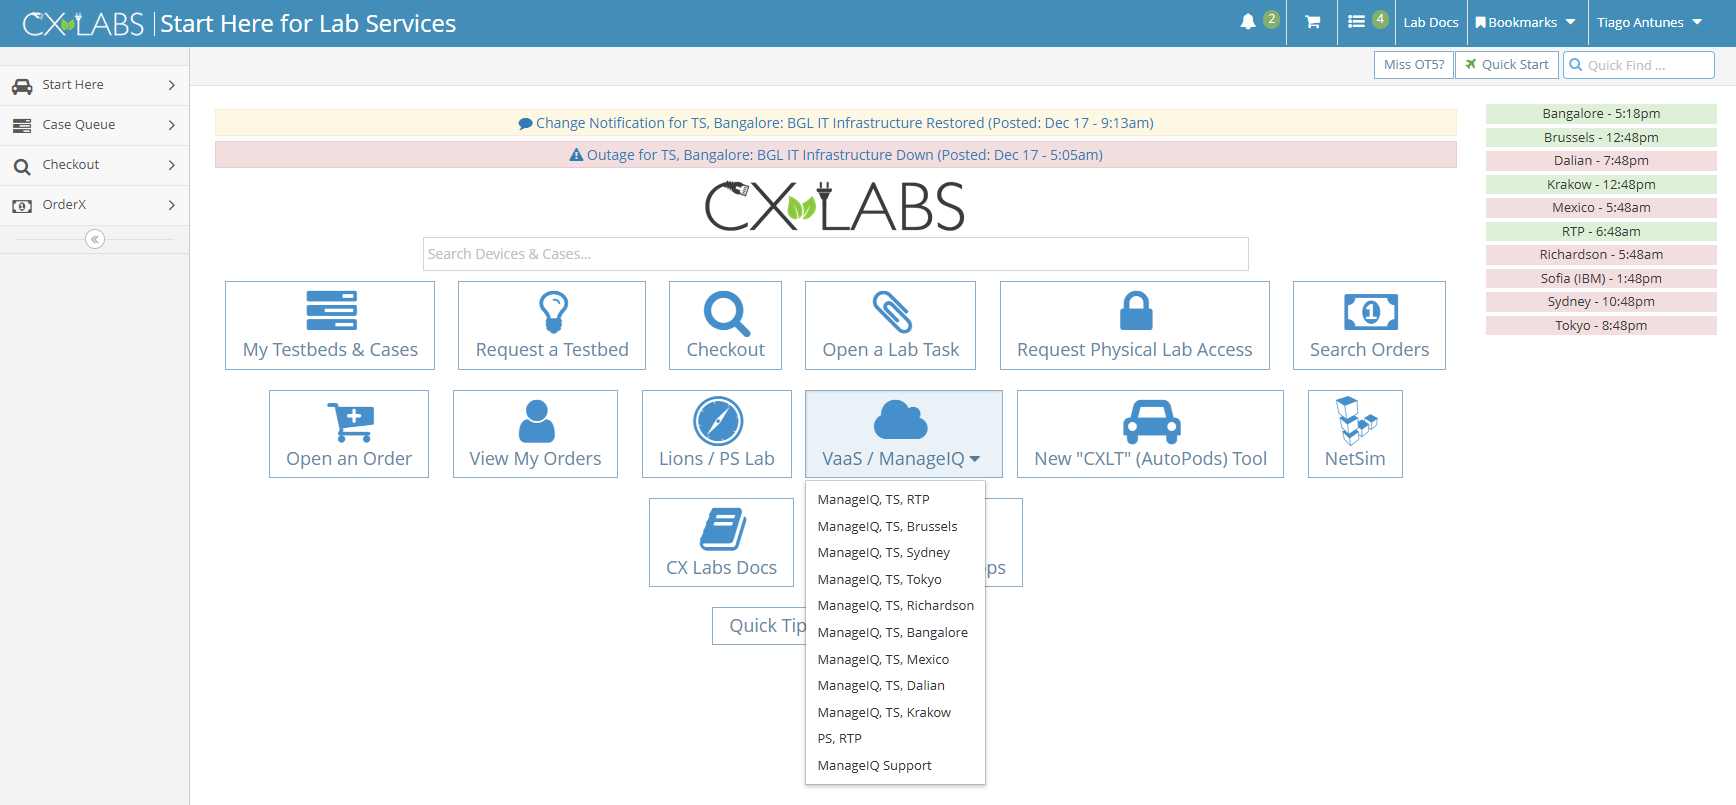 CX LABS | Start Here for Lab Services
2
4
Lab Docs
Bookmarks
Tiago Antunes
Miss OT5?
Quick Start
Quick Find ...
Start Here
Case Queue
Checkout
OrderX
Change Notification for TS, Bangalore: BGL IT Infrastructure Restored (Posted: Dec 17 - 9:13am)
Outage for TS, Bangalore: BGL IT Infrastructure Down (Posted: Dec 17 - 5:05am)
CX LABS
Search Devices & Cases...
My Testbeds & Cases
Request a Testbed
Checkout
Open a Lab Task
Request Physical Lab Access
1
Search Orders
Open an Order
View My Orders
Lions / PS Lab
VaaS / ManageIQ
New "CXLT" (AutoPods) Tool
NetSim
CX Labs Docs
ps
Quick Tip
ManageIQ, TS, RTP
ManageIQ, TS, Brussels
ManageIQ, TS, Sydney
ManageIQ, TS, Tokyo
ManageIQ, TS, Richardson
ManageIQ, TS, Bangalore
ManageIQ, TS, Mexico
ManageIQ, TS, Dalian
ManageIQ, TS, Krakow
PS, RTP
ManageIQ Support
Bangalore - 5:18pm
Brussels - 12:48pm
Dalian - 7:48pm
Krakow - 12:48pm
Mexico - 5:48am
RTP - 6:48am
Richardson - 5:48am
Sofia (IBM) - 1:48pm
Sydney - 10:48pm
Tokyo - 8:48pm